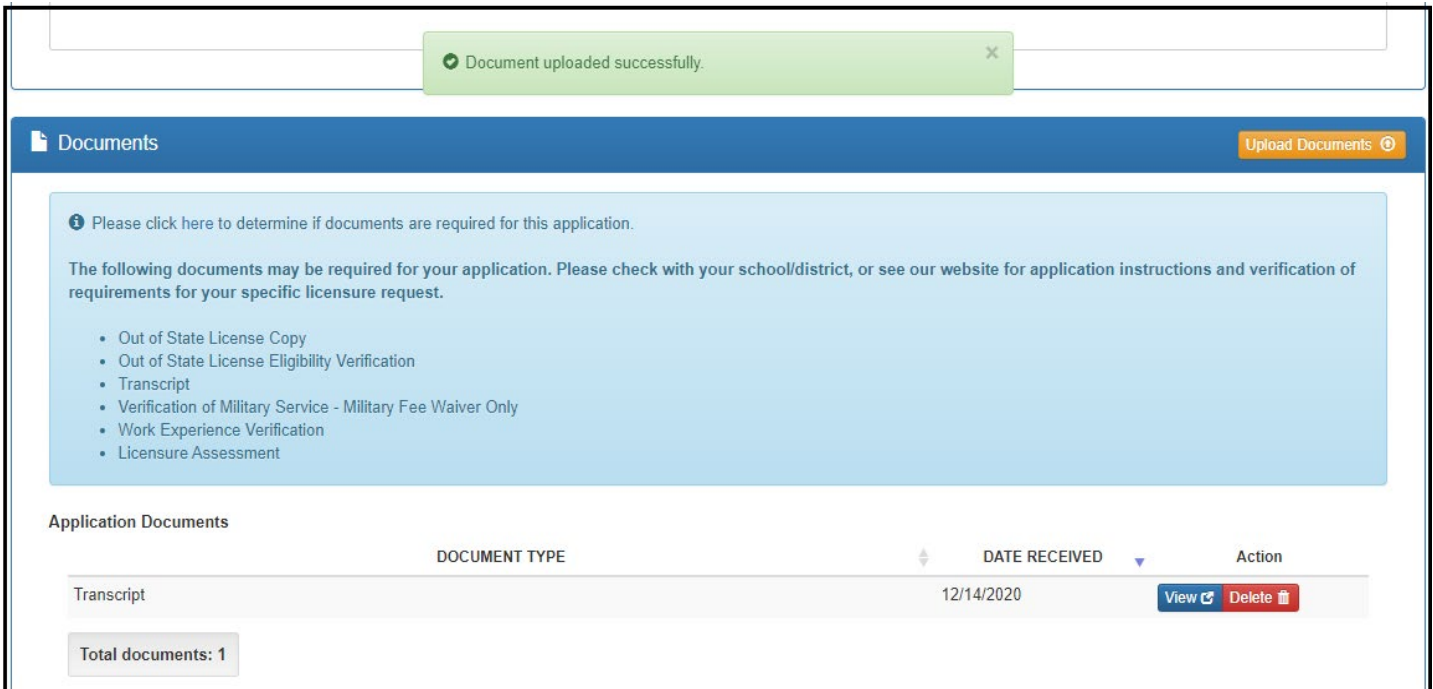 Document uploaded successfully. ×
Documents
Upload Documents
Please click here to determine if documents are required for this application.
The following documents may be required for your application. Please check with your school/district, or see our website for application instructions and verification of
requirements for your specific licensure request.
• Out of State License Copy
• Out of State License Eligibility Verification
• Transcript
• Verification of Military Service - Military Fee Waiver Only
• Work Experience Verification
• Licensure Assessment
Application Documents
DOCUMENT TYPE DATE RECEIVED Action
Transcript 12/14/2020 View Delete
Total documents: 1